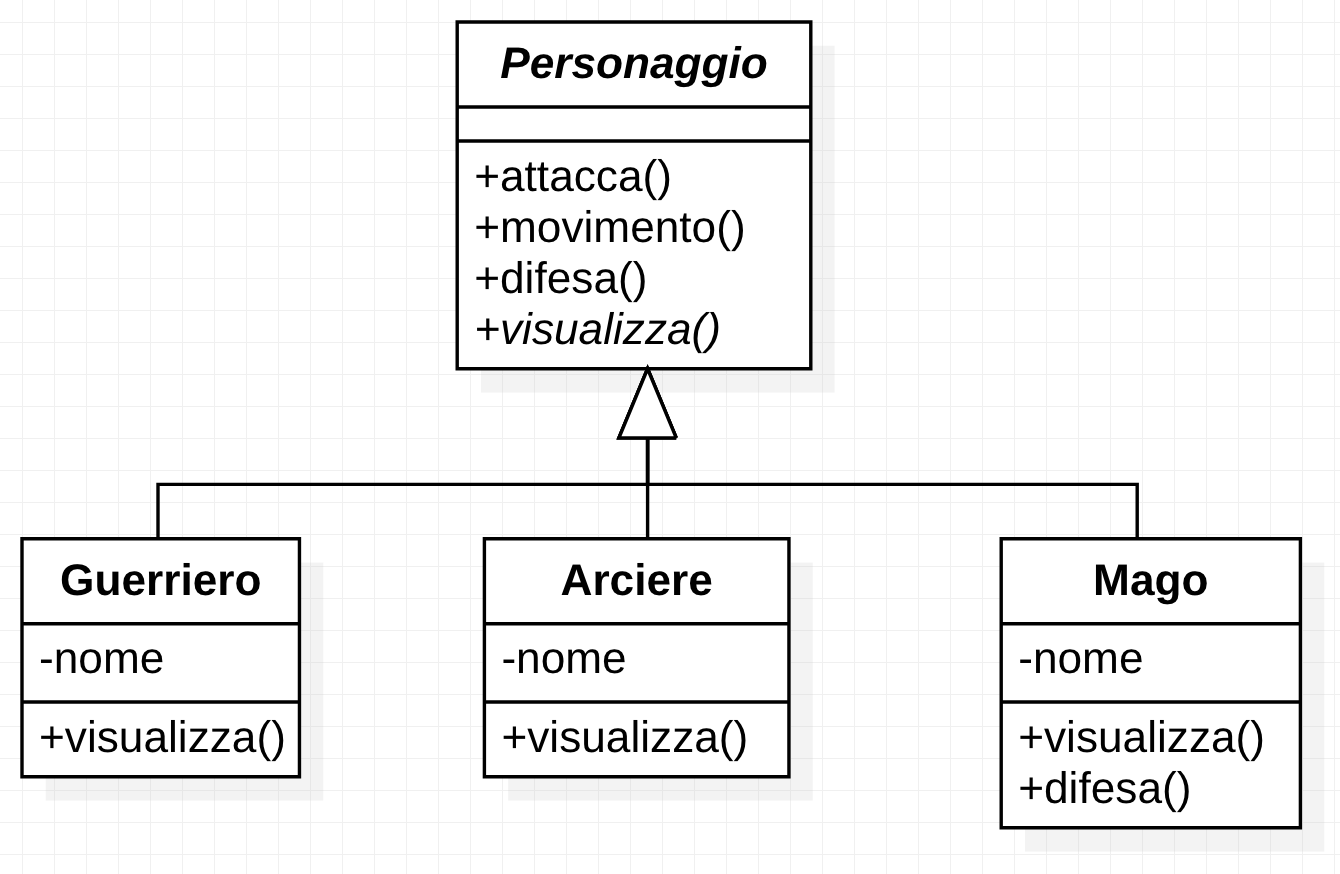 Personaggio
+attacca()
+movimento()
+difesa()
+visualizza()
Guerriero
-nome
+visualizza()
Arciere
-nome
+visualizza()
Mago
-nome
+visualizza()
+difesa()